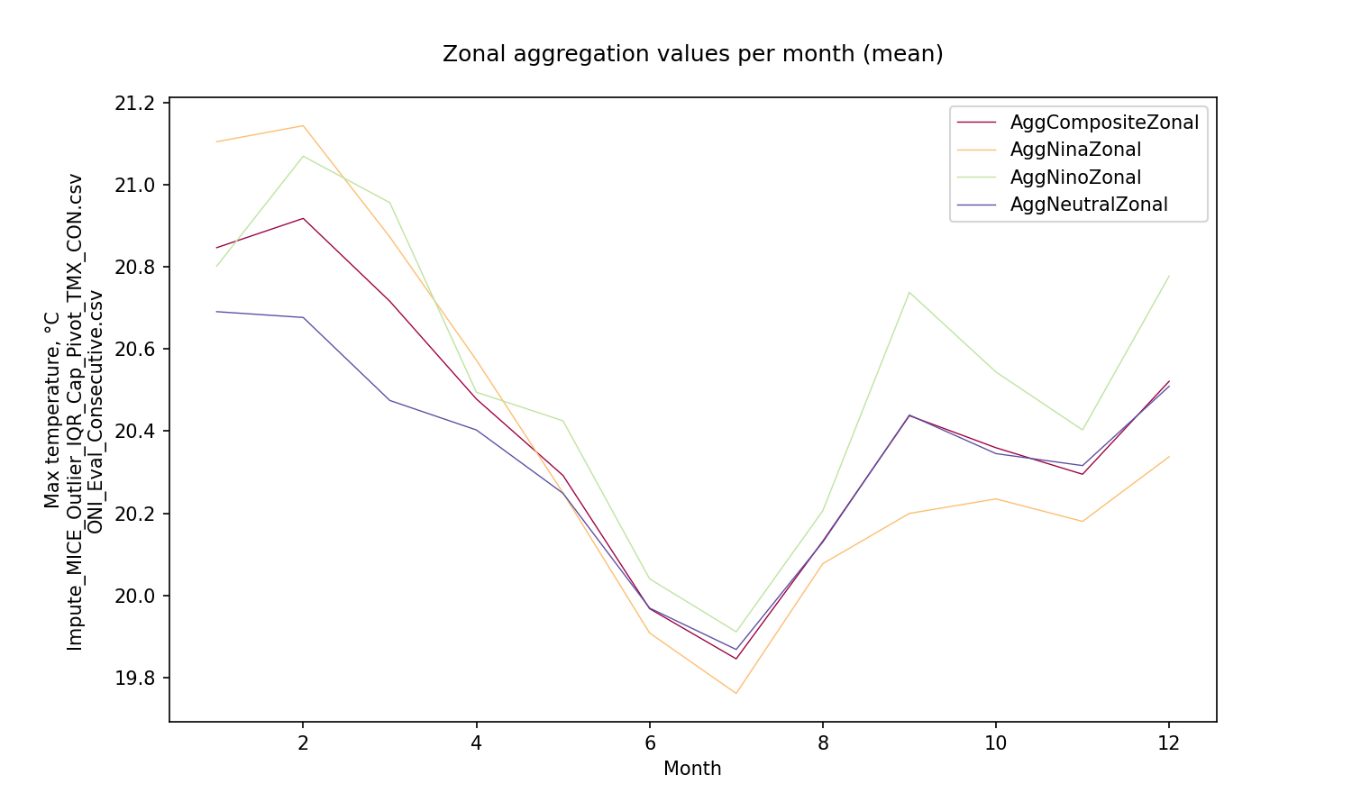 Zonal aggregation values per month (mean)
21.2
21.0
20.8
20.6
20.4
20.2
20.0
19.8
Max temperature, °C
Impute_MICE_Outlier_IQR_Cap_Pivot_TMX_CON.csv
ONI_Eval_Consecutive.csv
AggCompositeZonal
AggNinaZonal
AggNinoZonal
AggNeutralZonal
2 4 6 8 10 12
Month